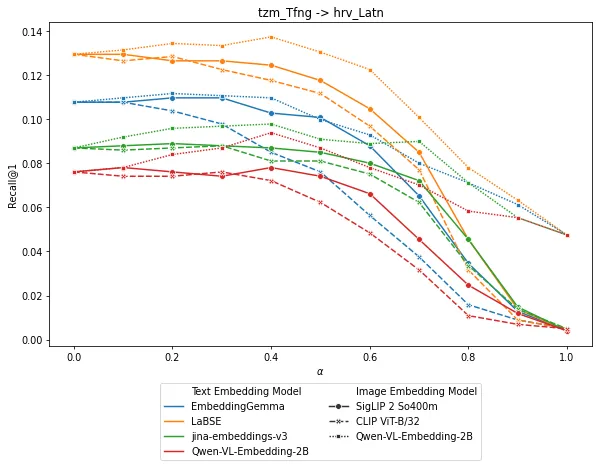 tzm_Tfng -> hrv_Latn
Recall@1
0.14
0.12
0.10
0.08
0.06
0.04
0.02
0.00
0.0 0.2 0.4 0.6 0.8 1.0
α
Text Embedding Model
EmbeddingGemma
LaBSE
jina-embeddings-v3
Qwen-VL-Embedding-2B
Image Embedding Model
SigLIP 2 So400m
CLIP ViT-B/32
Qwen-VL-Embedding-2B